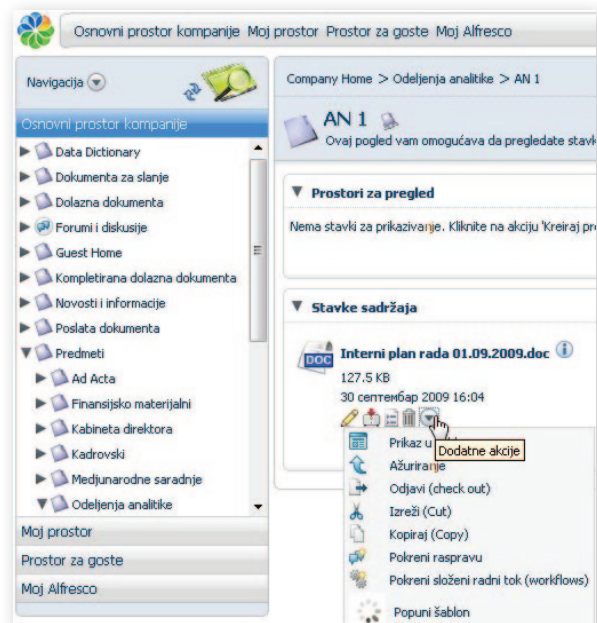 Osnovni prostor kompanije Moj prostor Prostor za goste Moj Alfresco
Navigacija
Osnovni prostor kompanije
Data Dictionary
Dokumenta za slanje
Dolazna dokumenta
Forumi i diskusije
Guest Home
Kompletirana dolazna dokumenta
Novosti i informacije
Poslata dokumenta
Predmeti
Ad Acta
Finansijsko materijalni
Kabineta direktora
Kadrovski
Medjunarodne saradnje
Odeljenja analitike
Moj prostor
Prostor za goste
Moj Alfresco
Company Home > Odeljenja analitike > AN 1
AN 1
Ovaj pogled vam omogućava da pregledate stavk
Prostori za pregled
Nema stavki za prikazivanje. Kliknite na akciju 'Kreiraj pr
Stavke sadržaja
Interni plan rada 01.09.2009.doc
DOC
127.5 KB
30 септембар 2009 16:04
Prikaz u
Dodatne akcije
Ažuriranje
Odjavi (check out)
Izreži (Cut)
Kopiraj (Copy)
Pokreni raspravu
Pokreni složeni radni tok (workflows)
Popuni šablon